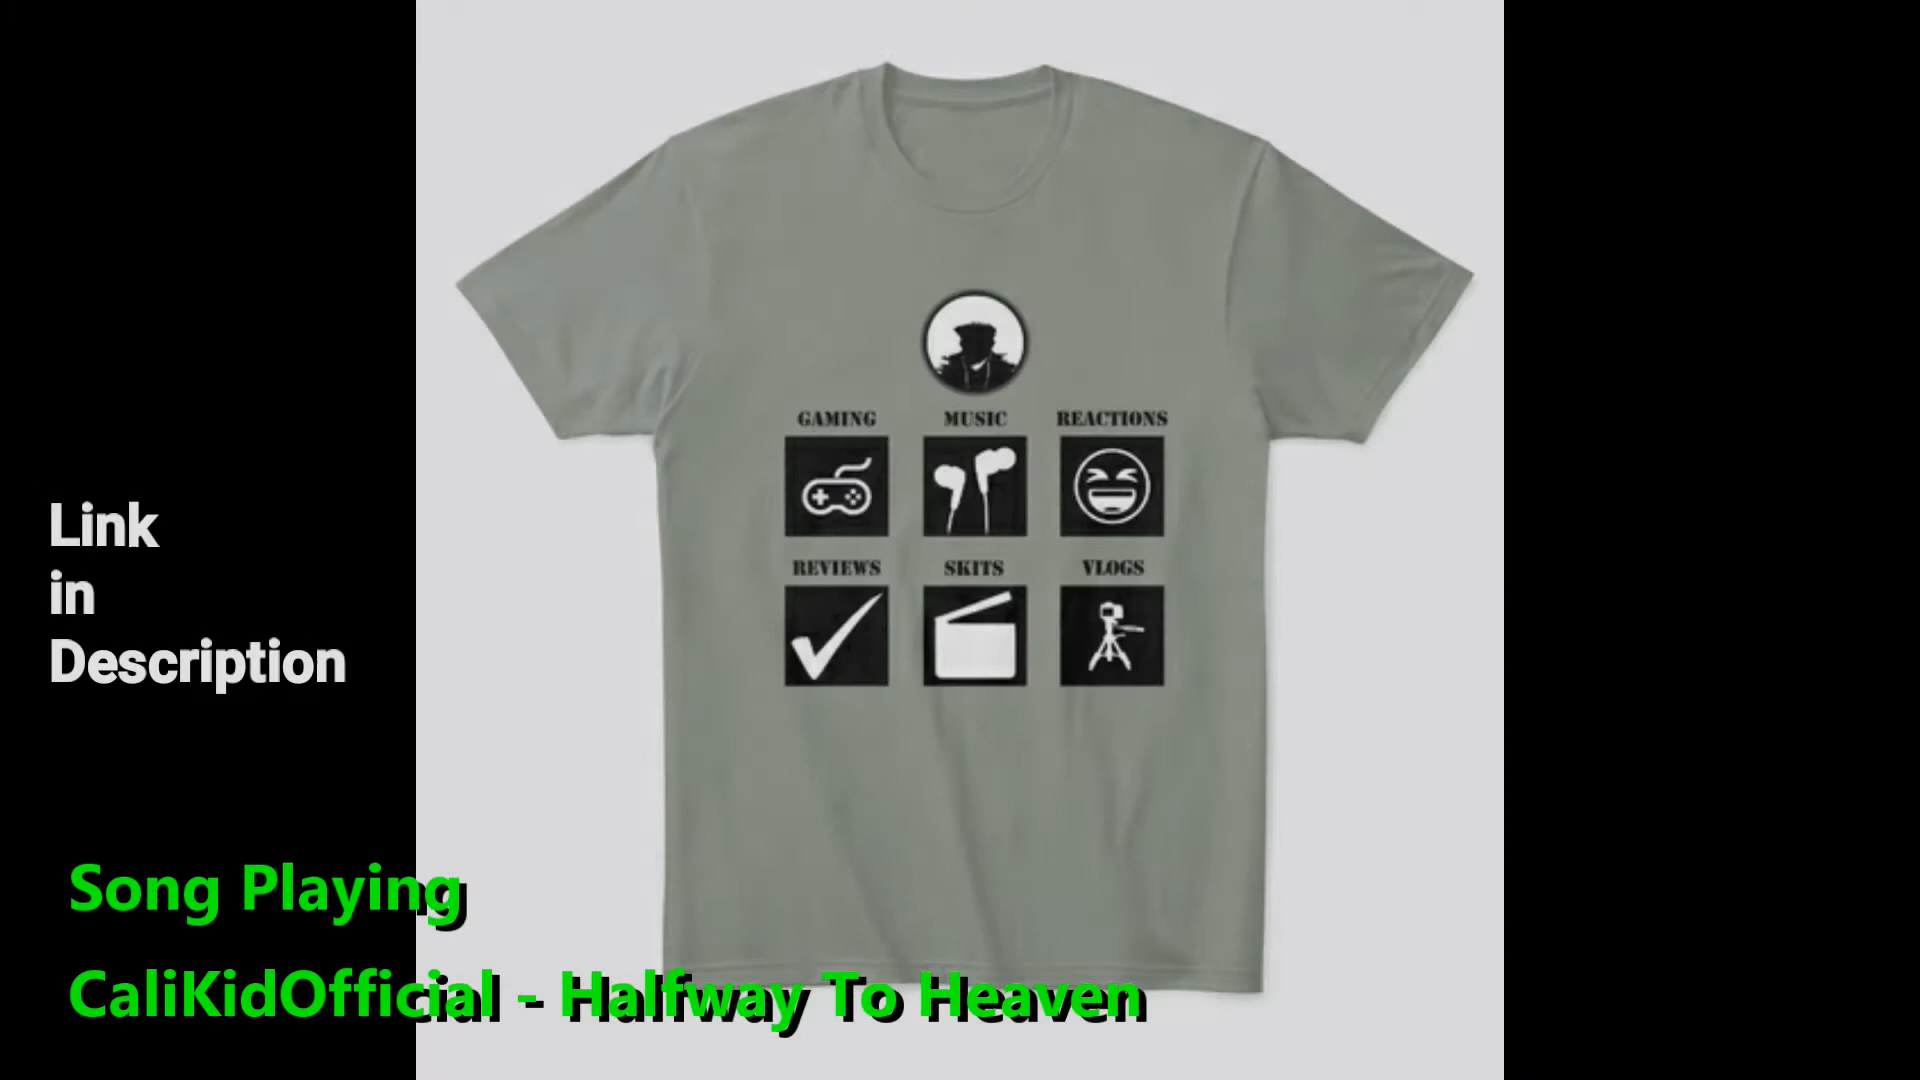 GAMING MUSIC REACTIONS
REVIEWS SKITS VLOGS
Link
in
Description
Song Playing
CaliKidOfficial - Halfway To Heaven